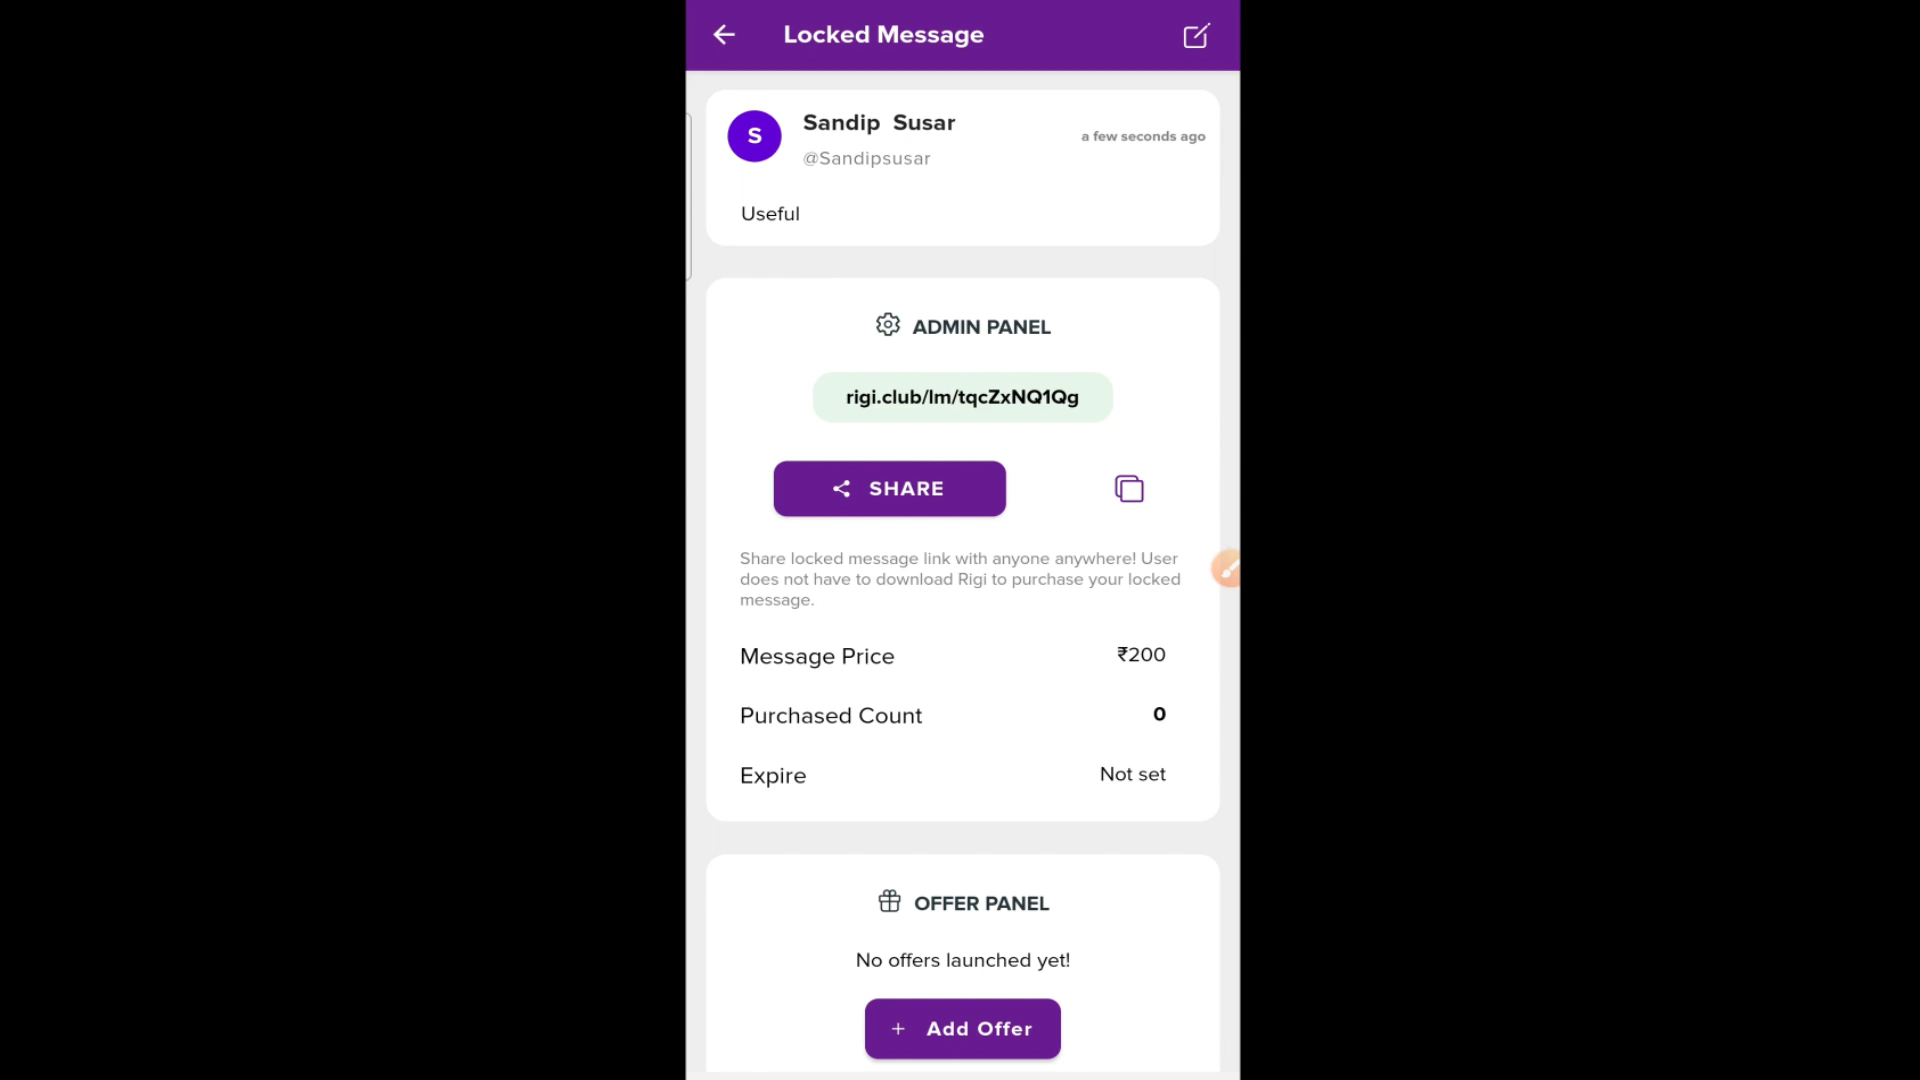 Locked Message
S
Sandip Susar
a few seconds ago
@Sandipsusar
Useful
ADMIN PANEL
rigi.club/lm/tqcZxNQ1Qg
SHARE
Share locked message link with anyone anywhere! User
does not have to download Rigi to purchase your locked
message.
Message Price
₹200
Purchased Count
0
Expire
Not set
OFFER PANEL
No offers launched yet!
+ Add Offer